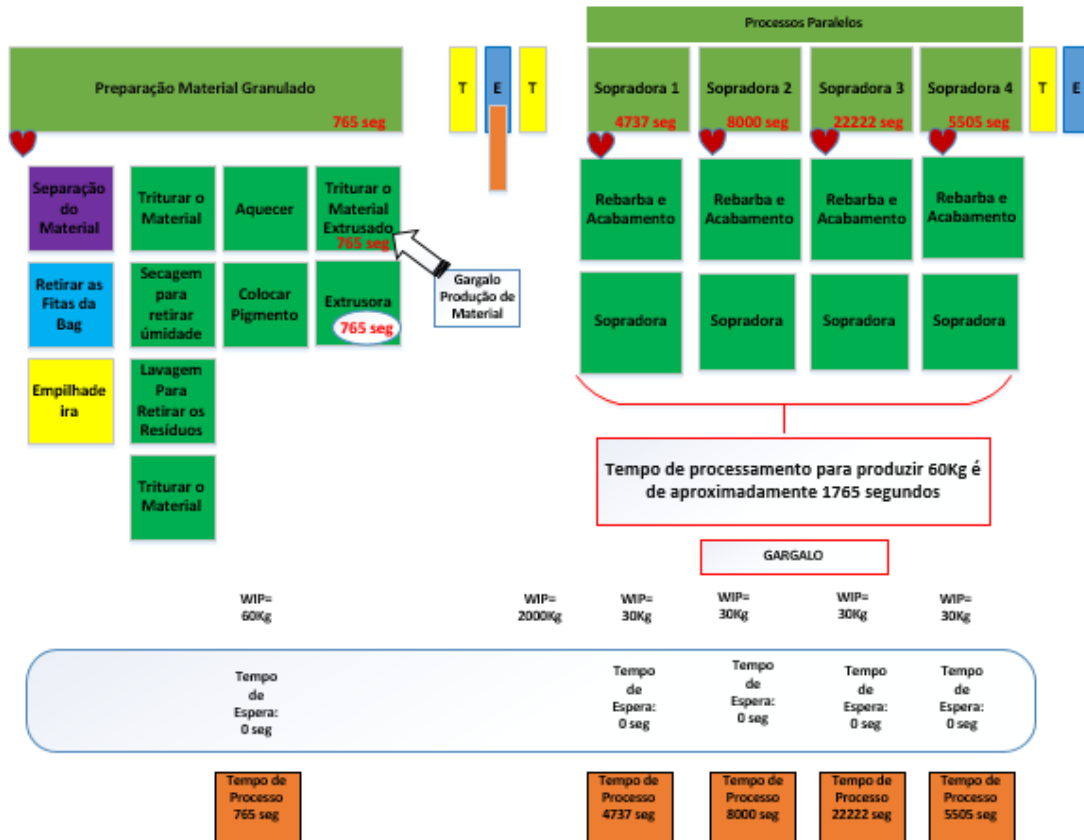 Processos Paralelos
Preparação Material Granulado
765 seg
T
E
T
Sopradora 1
4737 seg
Sopradora 2
8000 seg
Sopradora 3
22222 seg
Sopradora 4
5505 seg
T
E
Separação
do
Material
Triturar o
Material
Aquecer
Triturar o
Material
Extrusado
765 seg
Rebarba e
Acabamento
Rebarba e
Acabamento
Rebarba e
Acabamento
Rebarba e
Acabamento
Retirar as
Fitas da
Bag
Secagem
para
retirar
úmidade
Colocar
Pigmento
Extrusora
765 seg
Gargalo
Produção de
Material
Sopradora
Sopradora
Sopradora
Sopradora
Empilhade
ira
Lavagem
Para
Retirar os
Resíduos
Triturar o
Material
Tempo de processamento para produzir 60Kg é
de aproximadamente 1765 segundos
GARGALO
WIP=
60Kg
WIP=
2000Kg
WIP=
30Kg
WIP=
30Kg
WIP=
30Kg
WIP=
30Kg
Tempo
de
Espera:
0 seg
Tempo
de
Espera:
0 seg
Tempo
de
Espera:
0 seg
Tempo
de
Espera:
0 seg
Tempo
de
Espera:
0 seg
Tempo de
Processo
765 seg
Tempo de
Processo
4737 seg
Tempo de
Processo
8000 seg
Tempo de
Processo
22222 seg
Tempo de
Processo
5505 seg